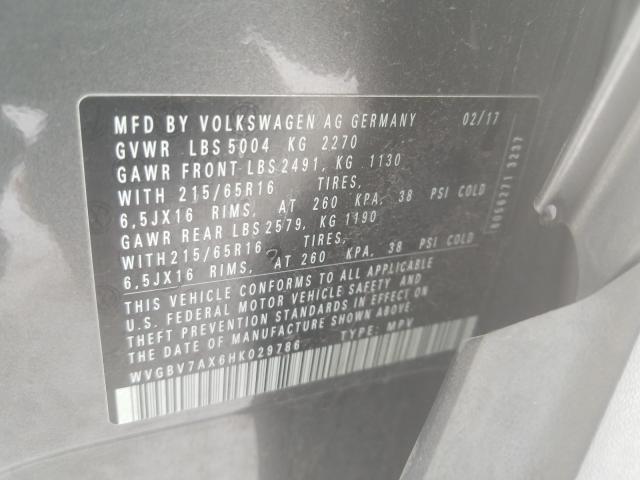 MFD BY VOLKSWAGEN AG GERMANY 02/17
GVWR LBS 5004 KG 2270
GAWR FRONT LBS 2491, KG 1130
WITH 215/65R16 TIRES,
6,5JX16 RIMS, AT 260 KPA, 38 PSI COLD
GAWR REAR LBS 2579, KG 1190
WITH 215/65R16 TIRES,
6,5JX16 RIMS, AT 260 KPA, 38 PSI COLD
THIS VEHICLE CONFORMS TO ALL APPLICABLE
U.S. FEDERAL MOTOR VEHICLE SAFETY AND
THEFT PREVENTION STANDARDS IN EFFECT ON
THE DATE OF MANUFACTURE SHOWN ABOVE.
WVGBV7AX6HK029786 TYPE: MPV
3237